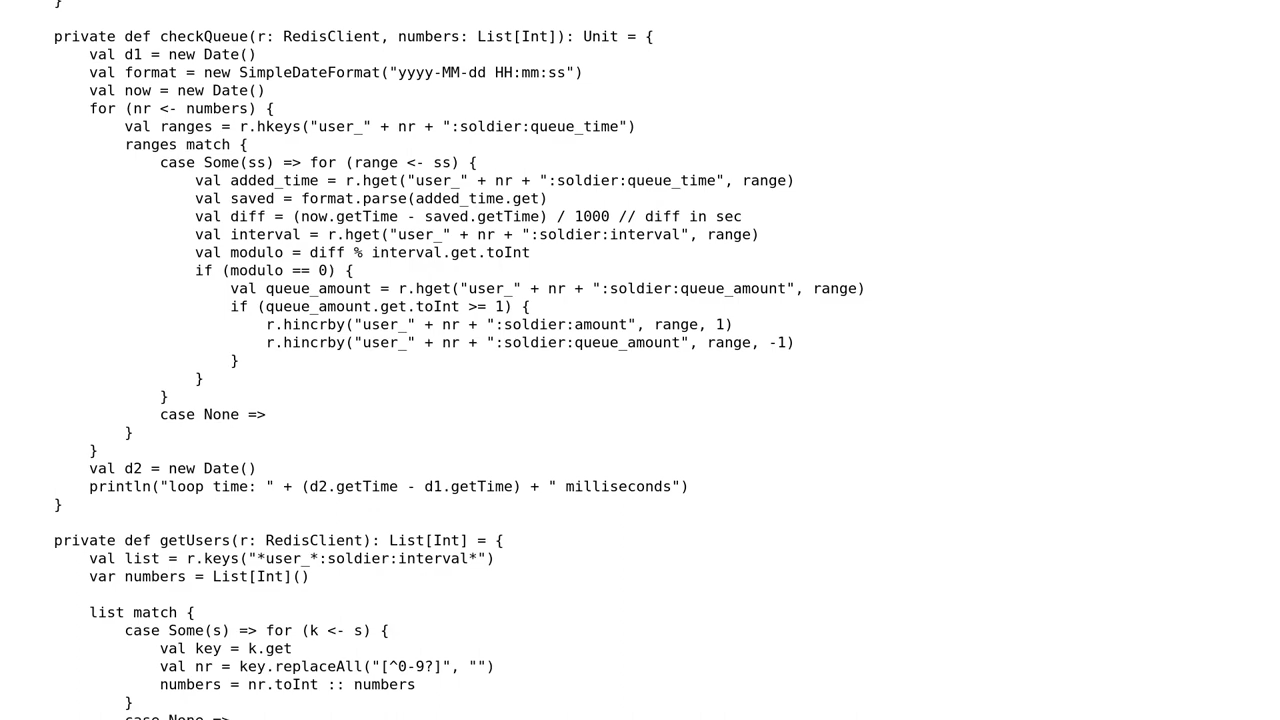 }
private def checkQueue(r: RedisClient, numbers: List[Int]): Unit = {
val d1 = new Date()
val format = new SimpleDateFormat("yyyy-MM-dd HH:mm:ss")
val now = new Date()
for (nr <- numbers) {
val ranges = r.hkeys("user_" + nr + ":soldier:queue_time")
ranges match {
case Some(ss) => for (range <- ss) {
val added_time = r.hget("user_" + nr + ":soldier:queue_time", range)
val saved = format.parse(added_time.get)
val diff = (now.getTime - saved.getTime) / 1000 // diff in sec
val interval = r.hget("user_" + nr + ":soldier:interval", range)
val modulo = diff % interval.get.toInt
if (modulo == 0) {
val queue_amount = r.hget("user_" + nr + ":soldier:queue_amount", range)
if (queue_amount.get.toInt >= 1) {
r.hincrby("user_" + nr + ":soldier:amount", range, 1)
r.hincrby("user_" + nr + ":soldier:queue_amount", range, -1)
}
}
}
case None =>
}
}
val d2 = new Date()
println("loop time: " + (d2.getTime - d1.getTime) + " milliseconds")
}
private def getUsers(r: RedisClient): List[Int] = {
val list = r.keys("*user_*:soldier:interval*")
var numbers = List[Int]()
list match {
case Some(s) => for (k <- s) {
val key = k.get
val nr = key.replaceAll("[^0-9?]", "")
numbers = nr.toInt :: numbers
}
case None =>